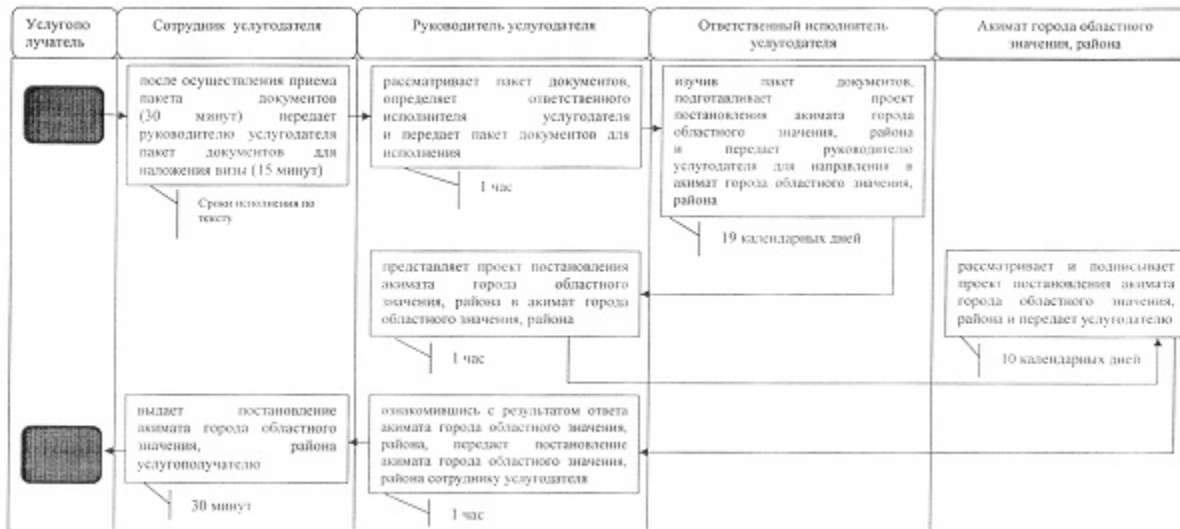 Услугопо
лучатель
Сотрудник услугодателя
Руководитель услугодателя
Ответственный исполнитель
услугодателя
Акимат города областного
значения, района
после осуществления приема
пакета документов
(30 минут) передает
руководителю услугодателя
пакет документов для
наложения визы (15 минут)
Сроки исполнения по
тексту
рассматривает пакет документов,
определяет ответственного
исполнителя услугодателя
и передает пакет документов для
исполнения
1 час
изучив пакет документов,
подготавливает проект
постановления акимата города
областного значения, района
и передает руководителю
услугодателя для направления в
акимат города областного значения,
района
19 календарных дней
представляет проект постановления
акимата города областного
значения, района в акимат города
областного значения, района
1 час
рассматривает и подписывает
проект постановления акимата
города областного значения,
района и передает услугодателю
10 календарных дней
выдает постановление
акимата города областного
значения, района
услугополучателю
30 минут
ознакомившись с результатом ответа
акимата города областного значения,
района, передает постановление
акимата города областного значения,
района сотруднику услугодателя
1 час